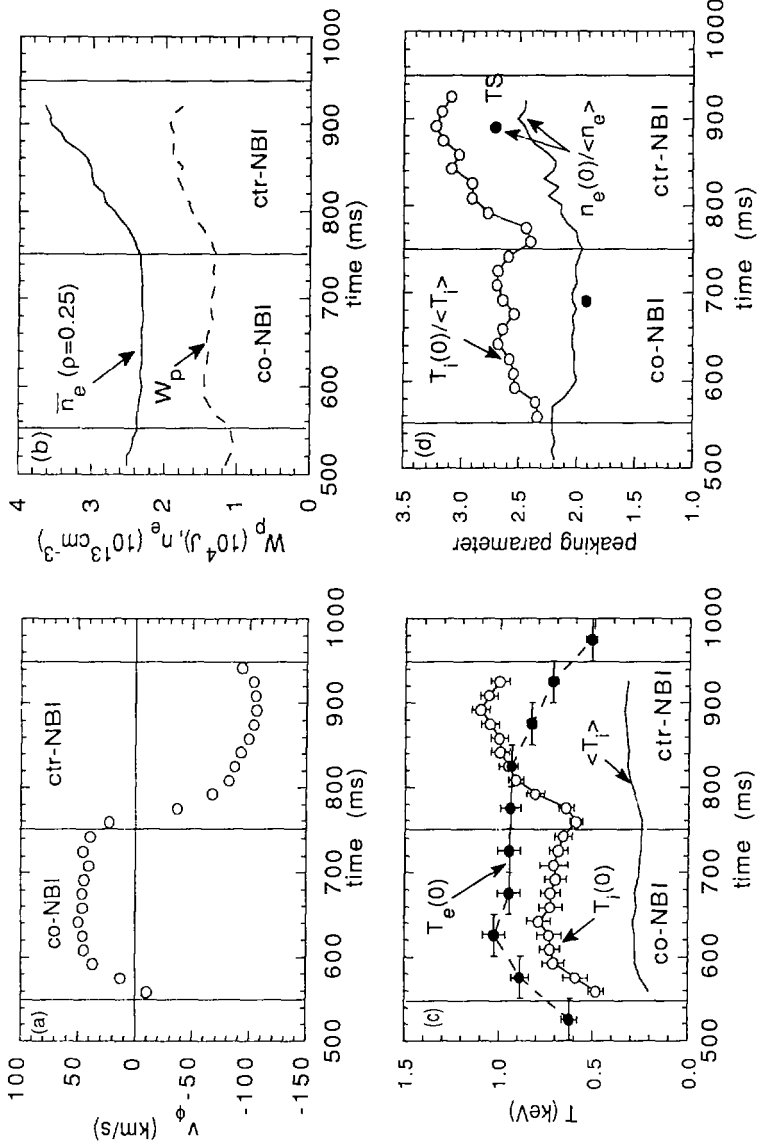 (a)
co-NBI
ctr-NBI
100
50
0
-50
-100
-150
v_ϕ (km/s)
500
600
700
800
900
1000
time (ms)
(b)
n̅_e (ρ=0.25)
W_p
co-NBI
ctr-NBI
4
3
2
1
0
W_p (10^4 J), n_e (10^13 cm^-3)
500
600
700
800
900
1000
time (ms)
(c)
T_e(0)
T_i(0)
<T_i>
co-NBI
ctr-NBI
1.5
1.0
0.5
0.0
T (keV)
500
600
700
800
900
1000
time (ms)
(d)
T_i(0)/<T_i>
TS
n_e(0)/<n_e>
co-NBI
ctr-NBI
3.5
3.0
2.5
2.0
1.5
1.0
peaking parameter
500
600
700
800
900
1000
time (ms)